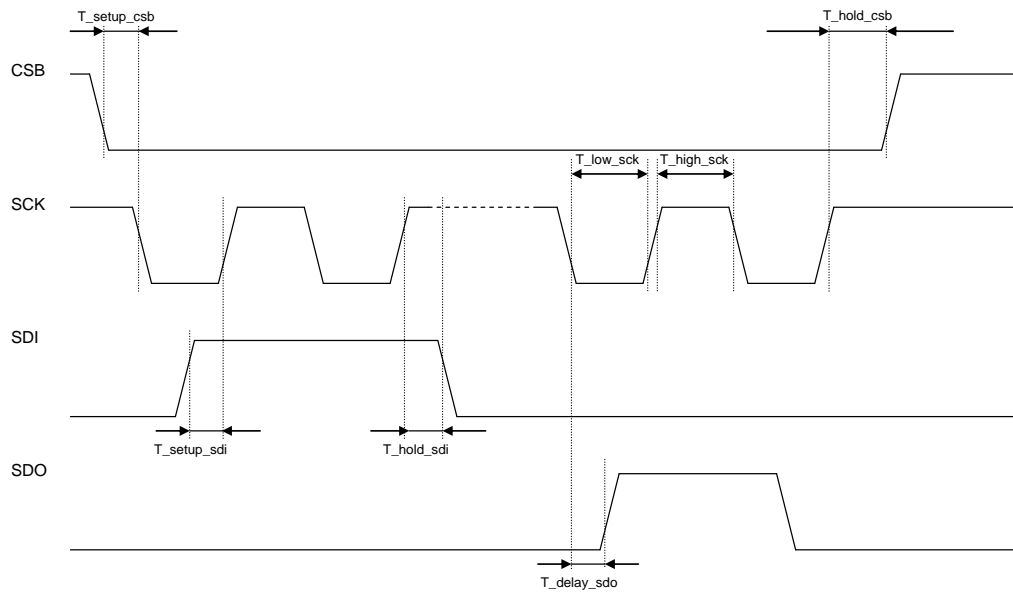 T_setup_csb
T_hold_csb
CSB
T_low_sck
T_high_sck
SCK
SDI
T_setup_sdi
T_hold_sdi
SDO
T_delay_sdo